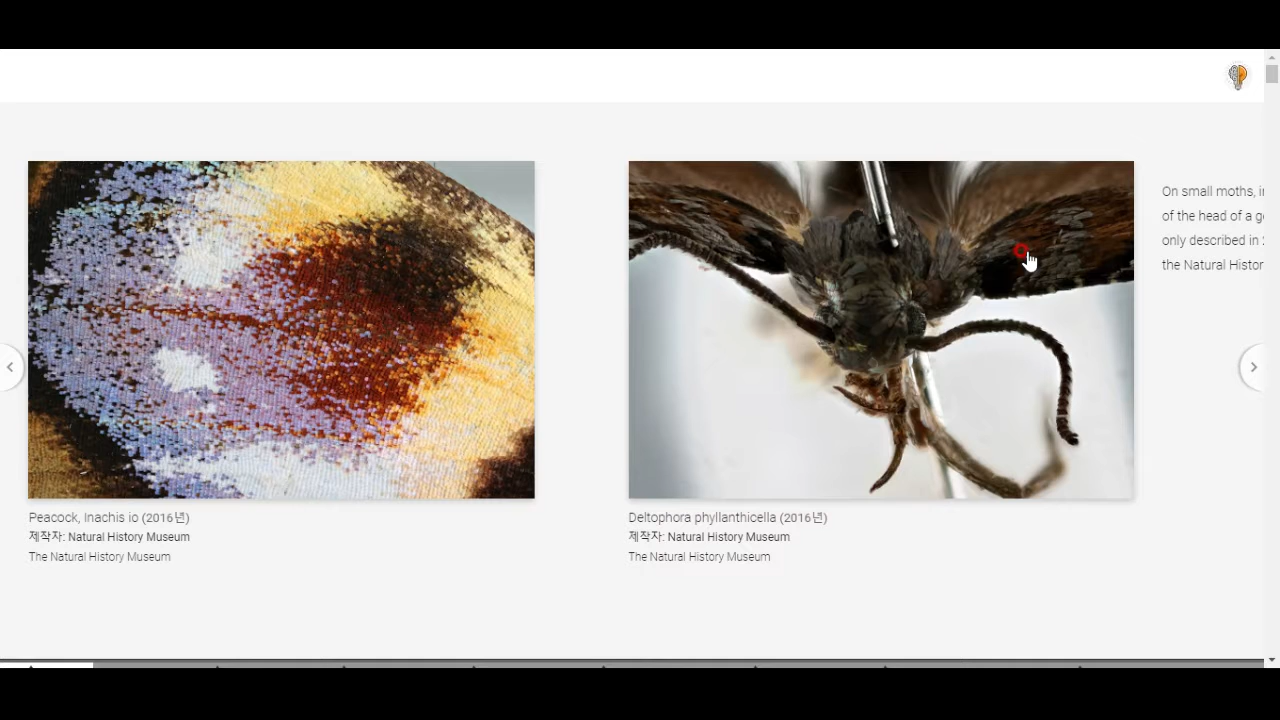 Peacock, Inachis io (2016년)
제작자: Natural History Museum
The Natural History Museum
Deltophora phyllanthicella (2016년)
제작자: Natural History Museum
The Natural History Museum
On small moths,
of the head of a
only described in
the Natural Histor